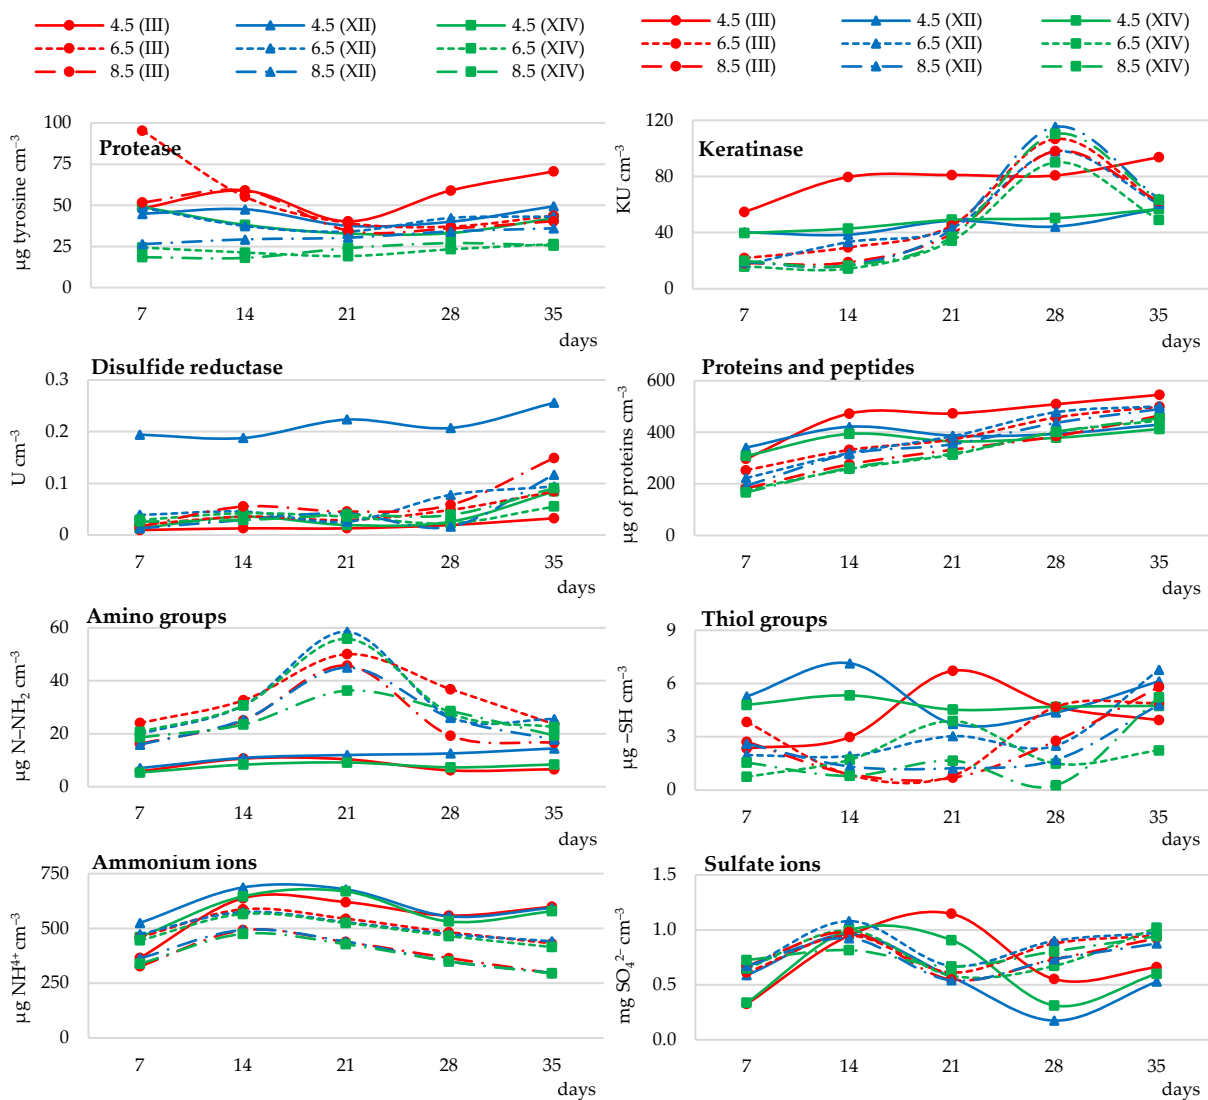 4.5 (III) 4.5 (XII) 4.5 (XIV)
6.5 (III) 6.5 (XII) 6.5 (XIV)
8.5 (III) 8.5 (XII) 8.5 (XIV)
4.5 (III) 4.5 (XII) 4.5 (XIV)
6.5 (III) 6.5 (XII) 6.5 (XIV)
8.5 (III) 8.5 (XII) 8.5 (XIV)
Protease
µg tyrosine cm⁻³
100
75
50
25
0
7 14 21 28 35
days
Keratinase
KU cm⁻³
120
80
40
0
7 14 21 28 35
days
Disulfide reductase
U cm⁻³
0.3
0.2
0.1
0
7 14 21 28 35
days
Proteins and peptides
µg of proteins cm⁻³
600
400
200
0
7 14 21 28 35
days
Amino groups
µg N–NH₂ cm⁻³
60
40
20
0
7 14 21 28 35
days
Thiol groups
µg –SH cm⁻³
9
6
3
0
7 14 21 28 35
days
Ammonium ions
µg NH⁴⁺ cm⁻³
750
500
250
0
7 14 21 28 35
days
Sulfate ions
mg SO₄²⁻ cm⁻³
1.5
1.0
0.5
0.0
7 14 21 28 35
days